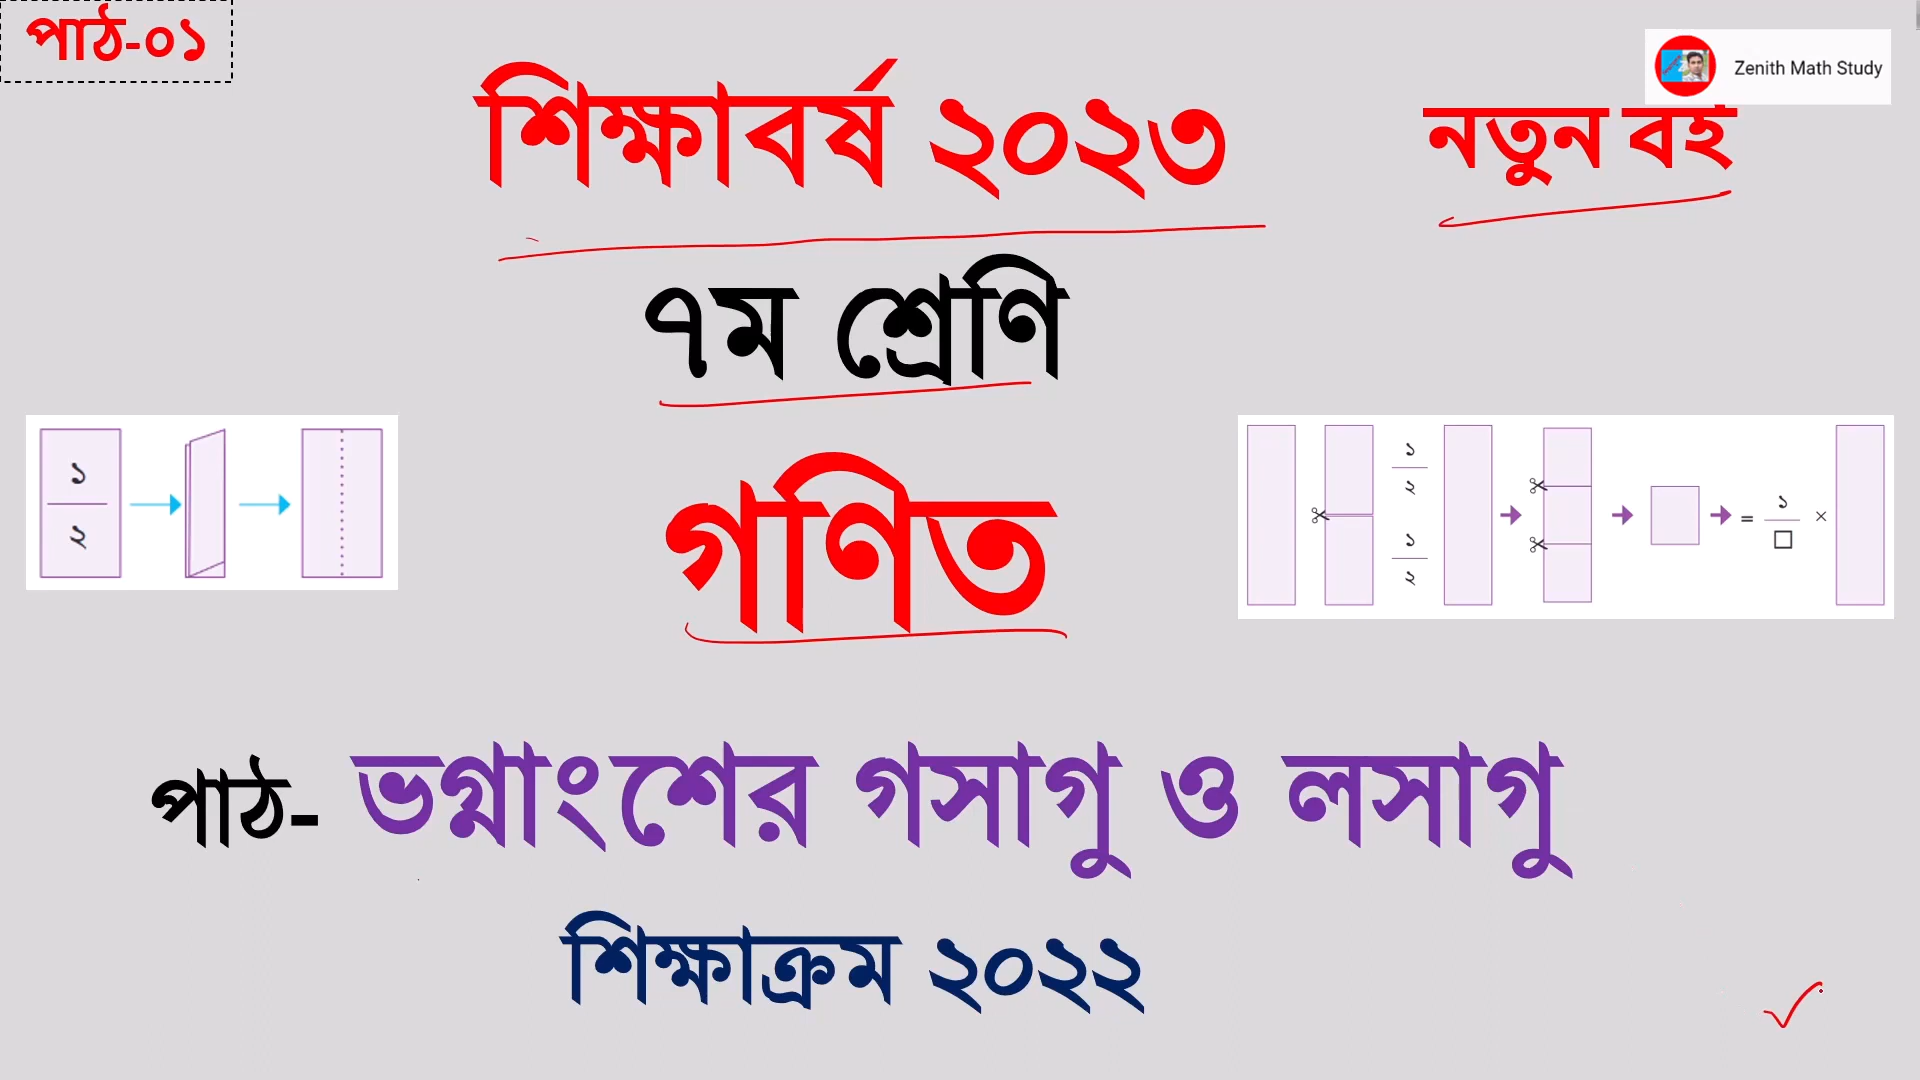 পাঠ-০১
Zenith Math Study
শিক্ষাবর্ষ ২০২৩
নতুন বই
৭ম শ্রেণি
১
২
গণিত
১
২
১
২
= ১
□ ×
পাঠ- ভগ্নাংশের গসাগু ও লসাগু
শিক্ষাক্রম ২০২২